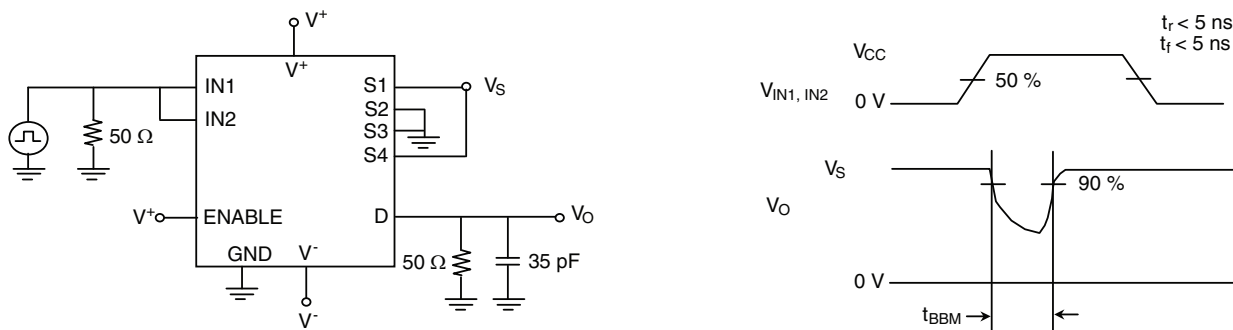 V+
V+
IN1
IN2
50 Ω
S1
S2
S3
S4
VS
V+
ENABLE
D
VO
GND
V-
V-
50 Ω
35 pF
tr < 5 ns
tf < 5 ns
VCC
VIN1, IN2
50 %
0 V
VS
90 %
VO
0 V
tBBM